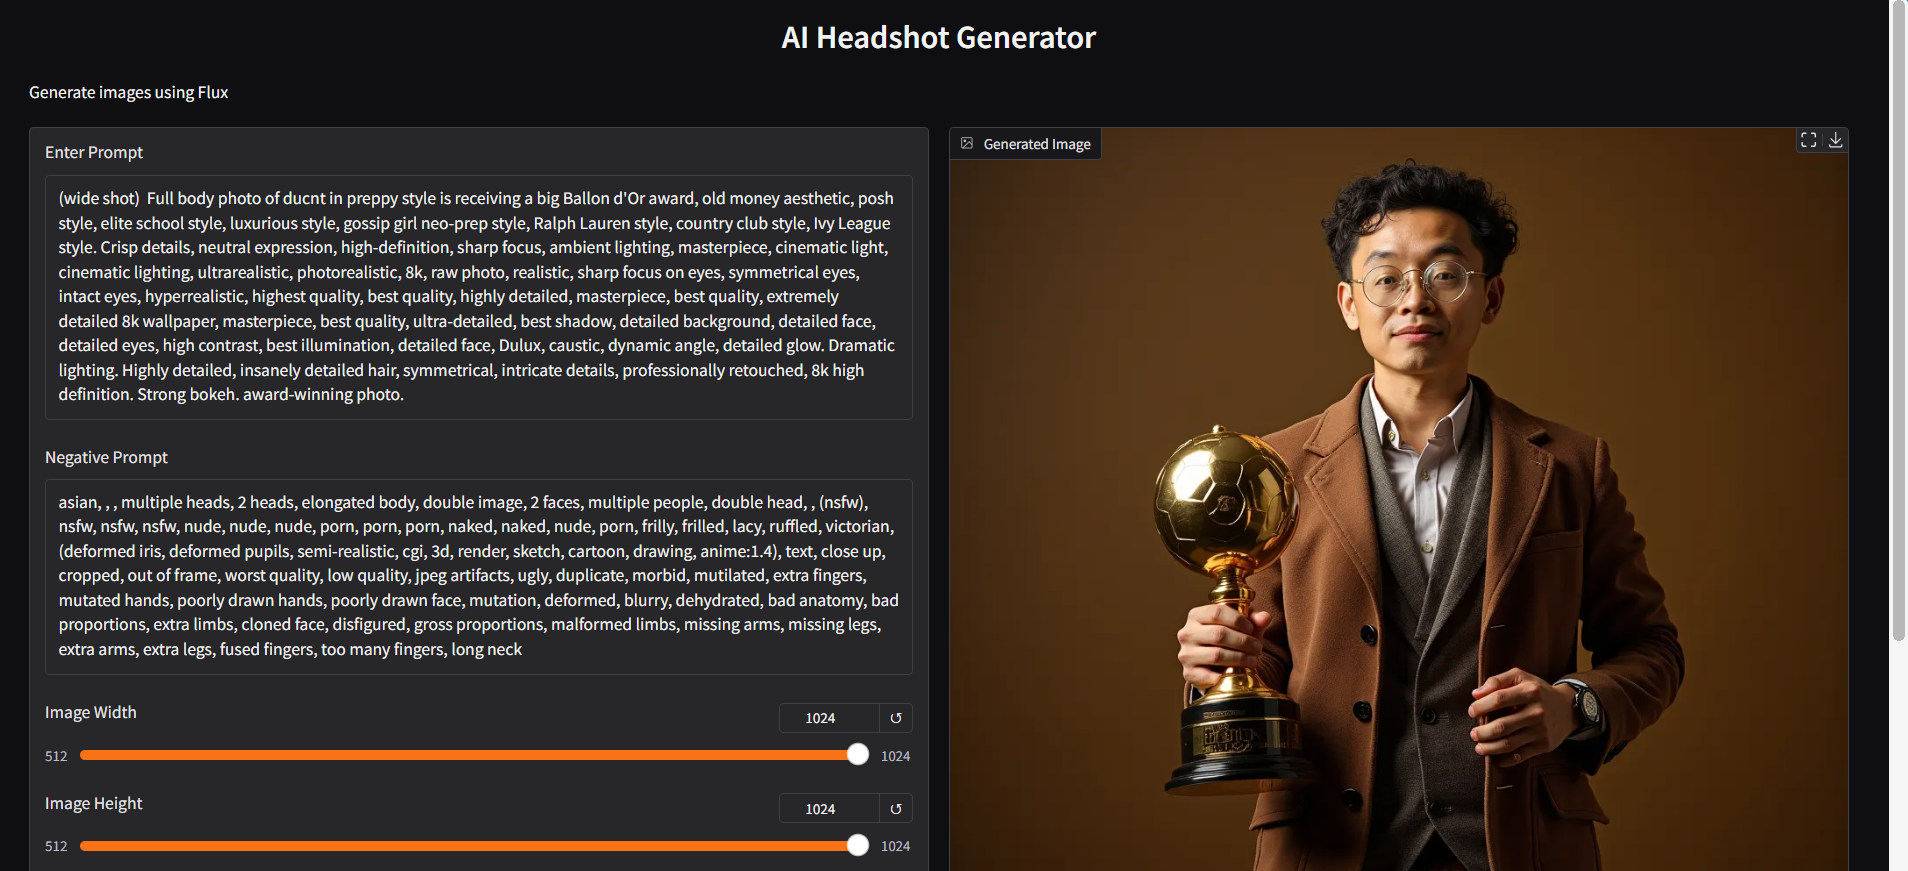 AI Headshot Generator
Generate images using Flux
Enter Prompt
(wide shot)  Full body photo of ducnt in preppy style is receiving a big Ballon d'Or award, old money aesthetic, posh
style, elite school style, luxurious style, gossip girl neo-prep style, Ralph Lauren style, country club style, Ivy League
style. Crisp details, neutral expression, high-definition, sharp focus, ambient lighting, masterpiece, cinematic light,
cinematic lighting, ultrarealistic, photorealistic, 8k, raw photo, realistic, sharp focus on eyes, symmetrical eyes,
intact eyes, hyperrealistic, highest quality, best quality, highly detailed, masterpiece, best quality, extremely
detailed 8k wallpaper, masterpiece, best quality, ultra-detailed, best shadow, detailed background, detailed face,
detailed eyes, high contrast, best illumination, detailed face, Dulux, caustic, dynamic angle, detailed glow. Dramatic
lighting. Highly detailed, insanely detailed hair, symmetrical, intricate details, professionally retouched, 8k high
definition. Strong bokeh. award-winning photo.
Negative Prompt
asian, , , multiple heads, 2 heads, elongated body, double image, 2 faces, multiple people, double head, , (nsfw),
nsfw, nsfw, nsfw, nude, nude, nude, porn, porn, porn, naked, naked, nude, porn, frilly, frilled, lacy, ruffled, victorian,
(deformed iris, deformed pupils, semi-realistic, cgi, 3d, render, sketch, cartoon, drawing, anime:1.4), text, close up,
cropped, out of frame, worst quality, low quality, jpeg artifacts, ugly, duplicate, morbid, mutilated, extra fingers,
mutated hands, poorly drawn hands, poorly drawn face, mutation, deformed, blurry, dehydrated, bad anatomy, bad
proportions, extra limbs, cloned face, disfigured, gross proportions, malformed limbs, missing arms, missing legs,
extra arms, extra legs, fused fingers, too many fingers, long neck
Image Width
1024
512
1024
Image Height
1024
512
1024
Generated Image